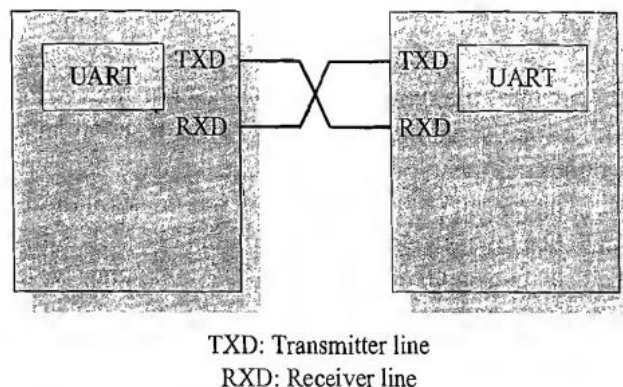 TXD
TXD
UART
UART
RXD
RXD
TXD: Transmitter line
RXD: Receiver line